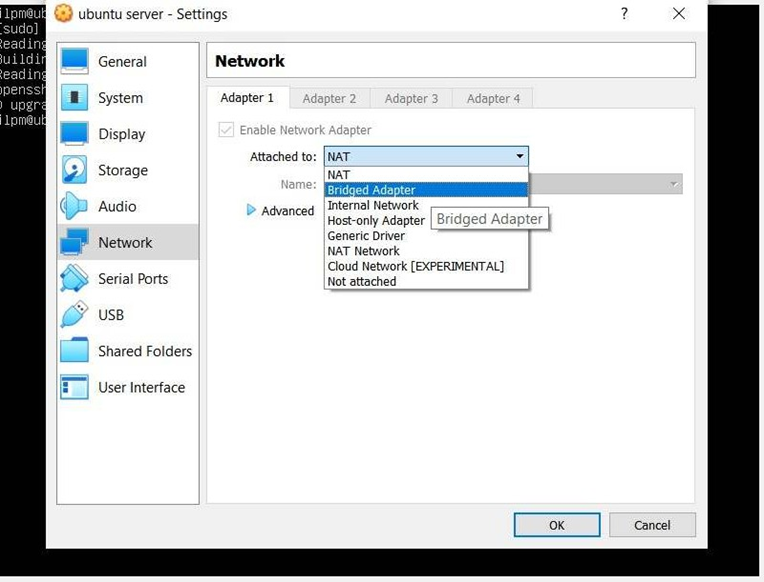 ubuntu server - Settings
?
ilpm@ub
[sudo]
Reading
Buildin
Reading
openssh
0 upgra
ilpm@ub
General
System
Display
Storage
Audio
Network
Serial Ports
USB
Shared Folders
User Interface
Network
Adapter 1 Adapter 2 Adapter 3 Adapter 4
Enable Network Adapter
Attached to: NAT
NAT
Name:
Bridged Adapter
Internal Network
Advanced
Host-only Adapter
Bridged Adapter
Generic Driver
NAT Network
Cloud Network [EXPERIMENTAL]
Not attached
OK Cancel